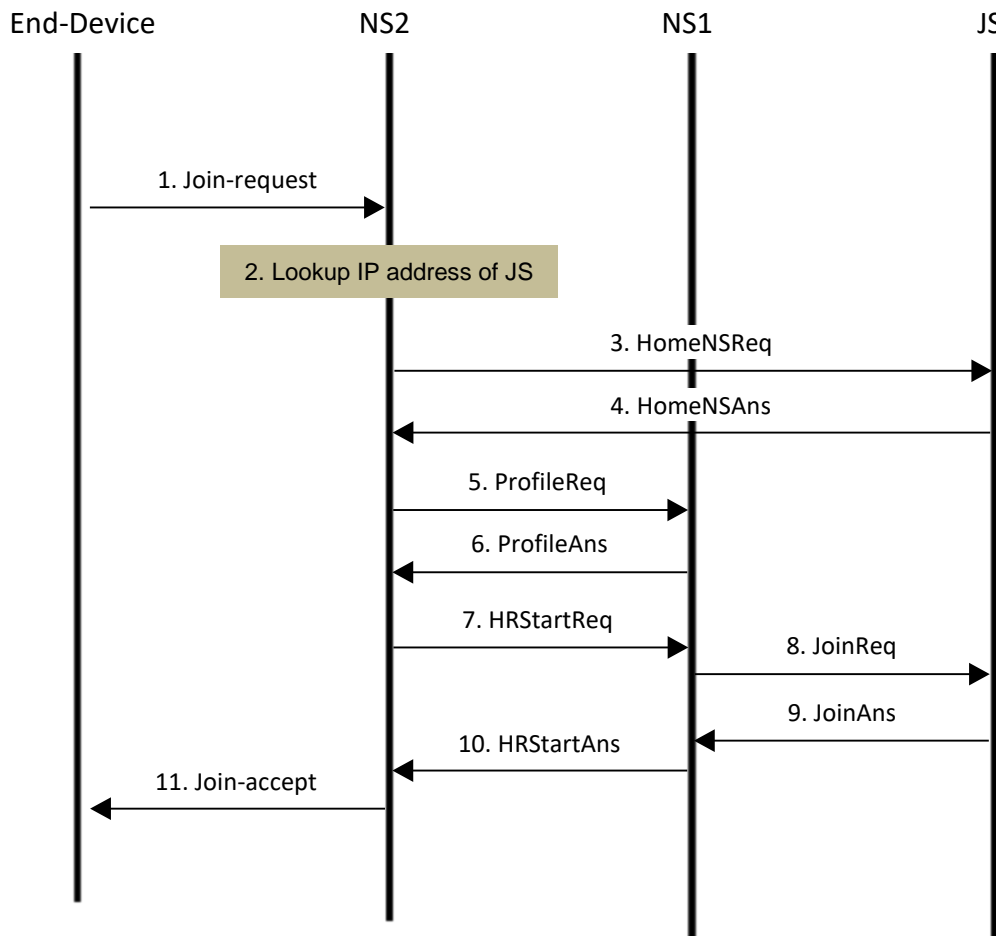 End-Device NS2 NS1 JS
1. Join-request
2. Lookup IP address of JS
3. HomeNSReq
4. HomeNSAns
5. ProfileReq
6. ProfileAns
7. HRStartReq
8. JoinReq
9. JoinAns
10. HRStartAns
11. Join-accept